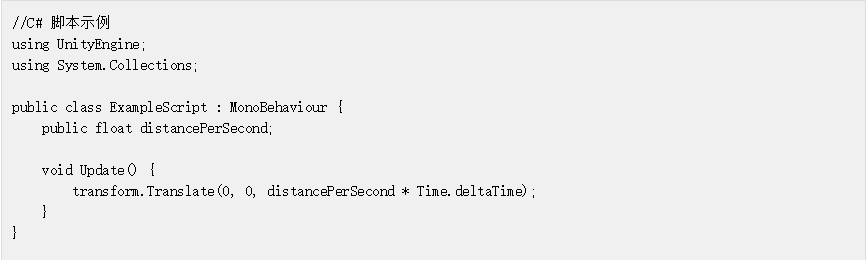 //C# 脚本示例
using UnityEngine;
using System.Collections;

public class ExampleScript : MonoBehaviour {
    public float distancePerSecond;

    void Update() {
        transform.Translate(0, 0, distancePerSecond * Time.deltaTime);
    }
}